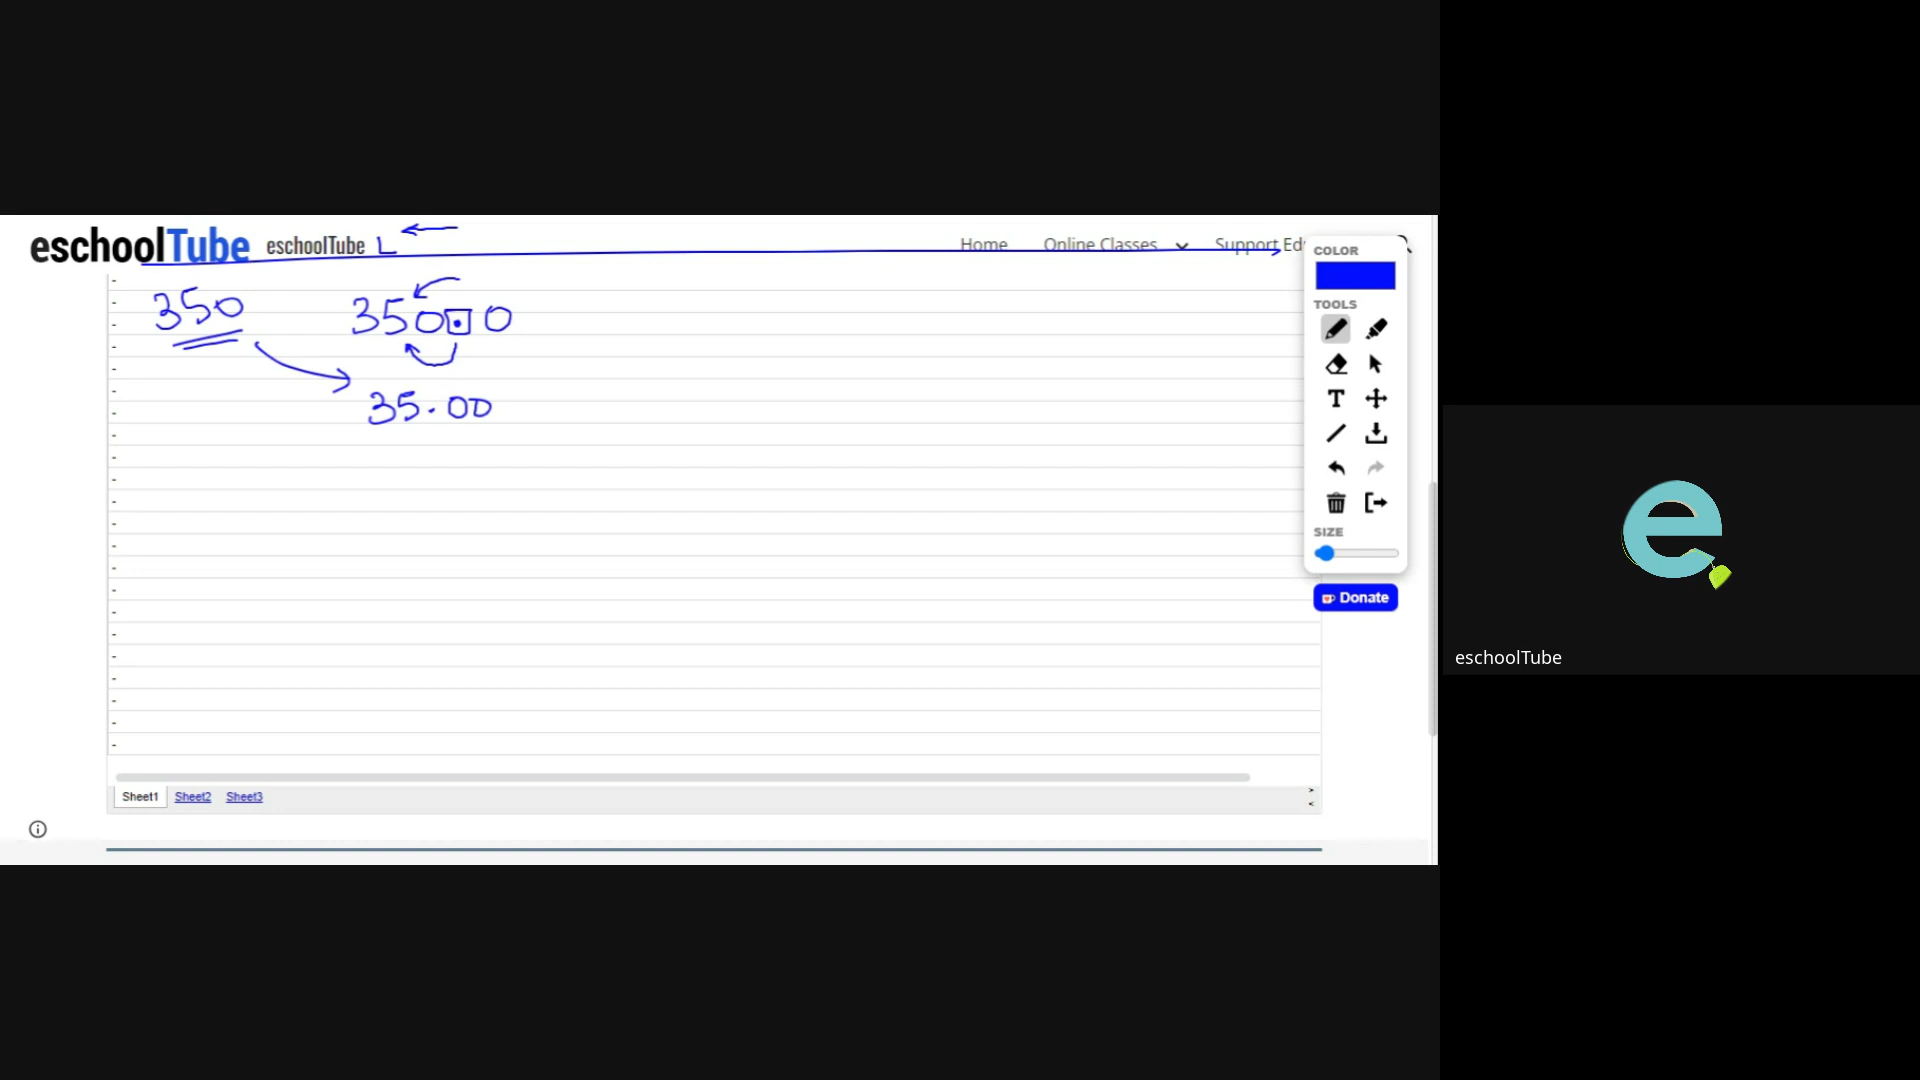 eschoolTube eschoolTube L
Home Online Classes Support Ed
COLOR
TOOLS
350 350.0
35.00
T
SIZE
Donate
eschoolTube
Sheet1 Sheet2 Sheet3